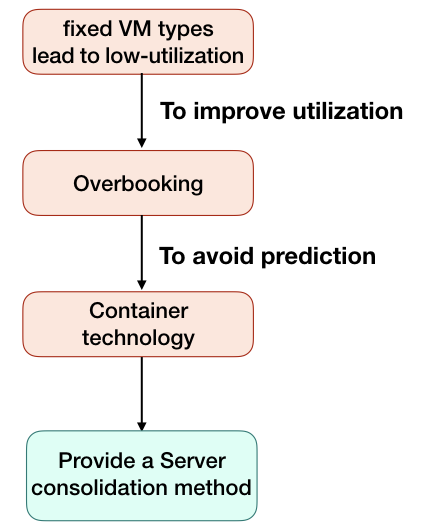 fixed VM types
lead to low-utilization
To improve utilization
Overbooking
To avoid prediction
Container
technology
Provide a Server
consolidation method